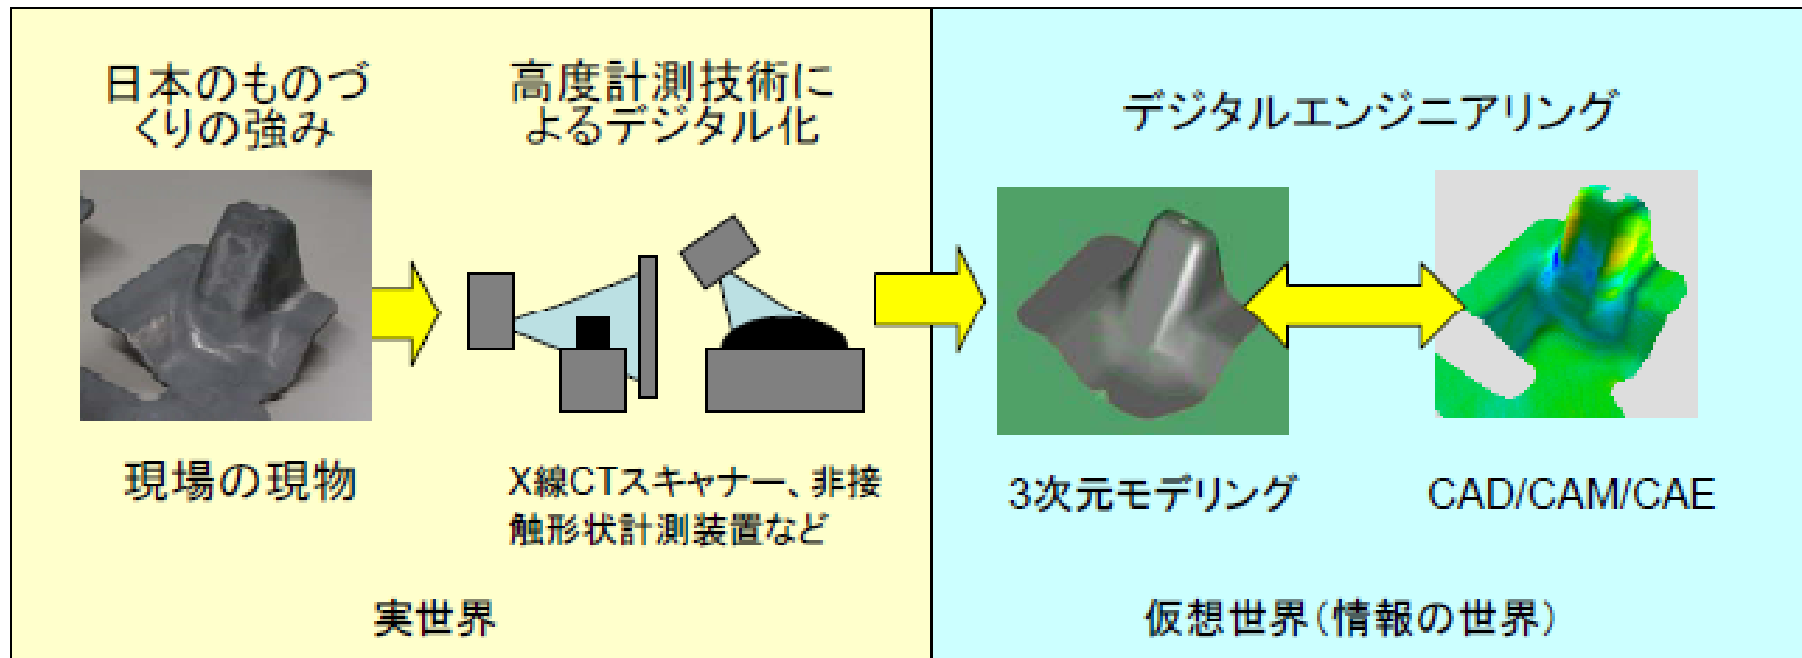 日本のものづ
くりの強み
高度計測技術に
よるデジタル化
デジタルエンジニアリング
現場の現物
X線CTスキャナー、非接
触形状計測装置など
3次元モデリング
CAD/CAM/CAE
実世界
仮想世界(情報の世界)